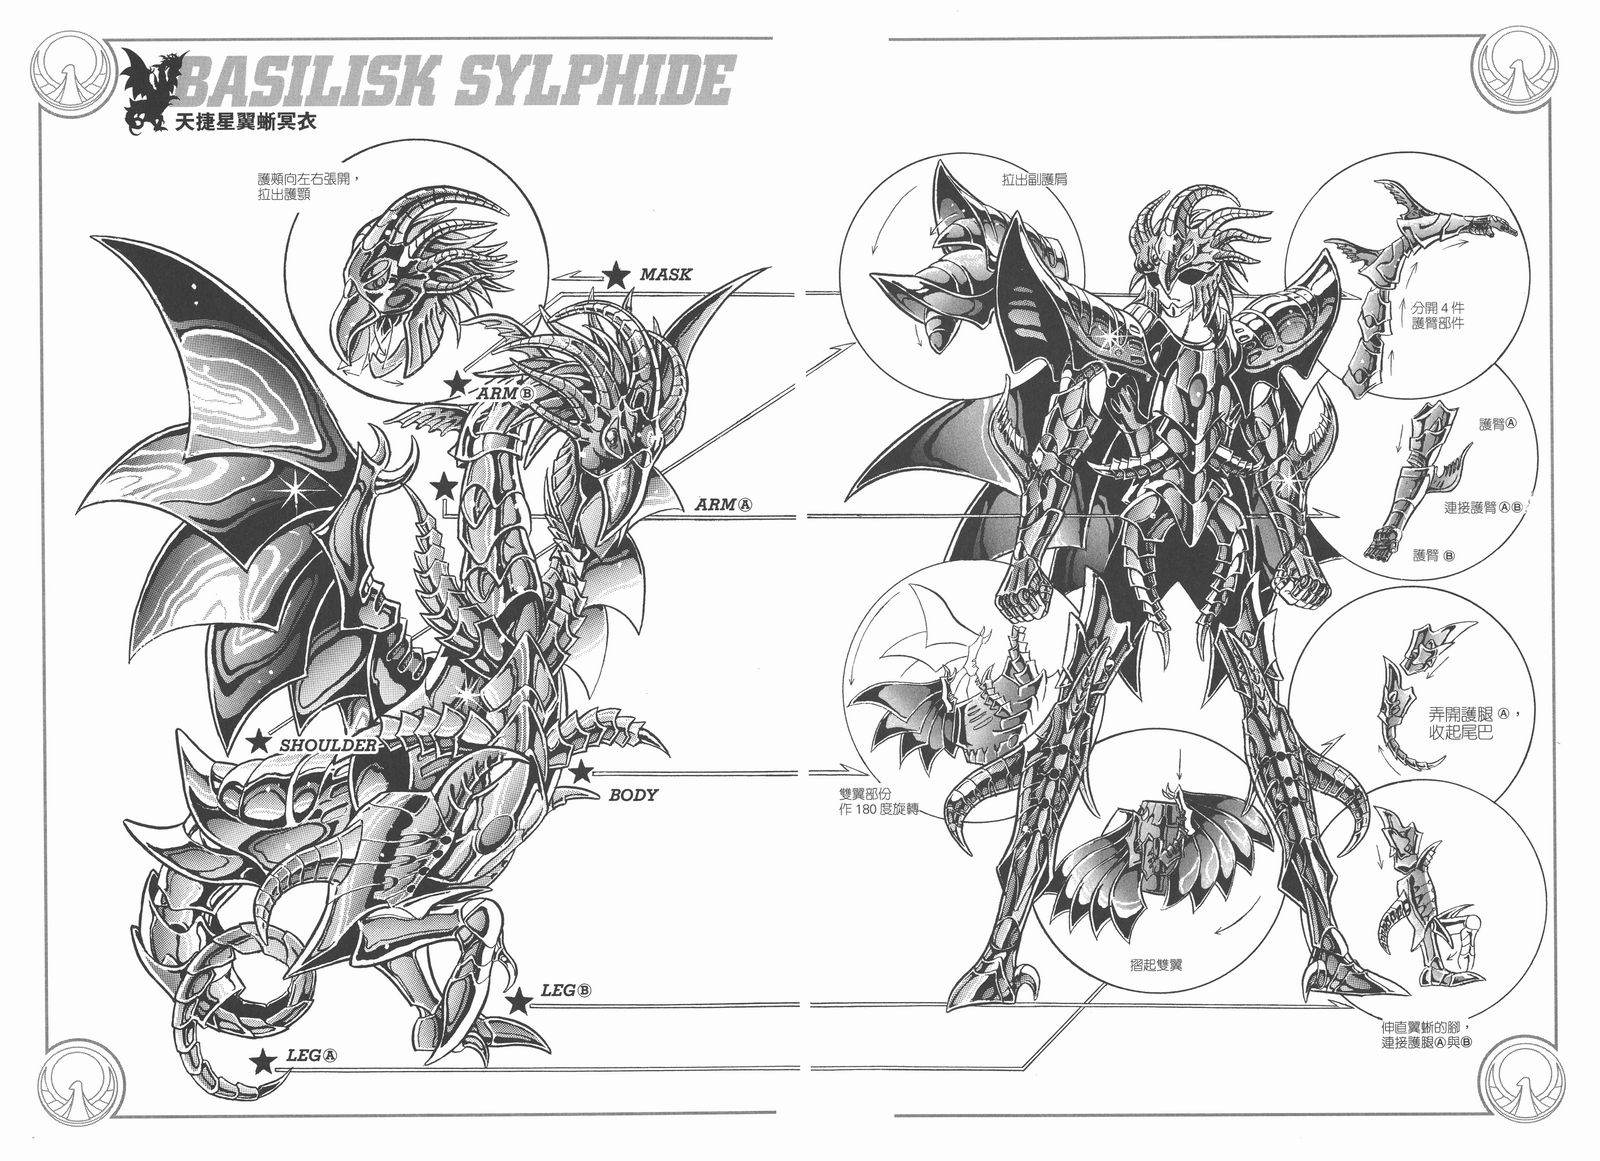 BASILISK SYLPHIDE
天捷星翼蜥冥衣
護頰向左右張開，
拉出護顎
MASK
ARMⒷ
ARMⒶ
SHOULDER
BODY
LEGⒷ
LEGⒶ
拉出副護肩
分開4件
護臂部件
護臂Ⓐ
連接護臂ⒶⒷ
護臂Ⓑ
弄開護腿Ⓐ，
收起尾巴
雙翼部份
作180度旋轉
摺起雙翼
伸直翼蜥的腳，
連接護腿Ⓐ與Ⓑ